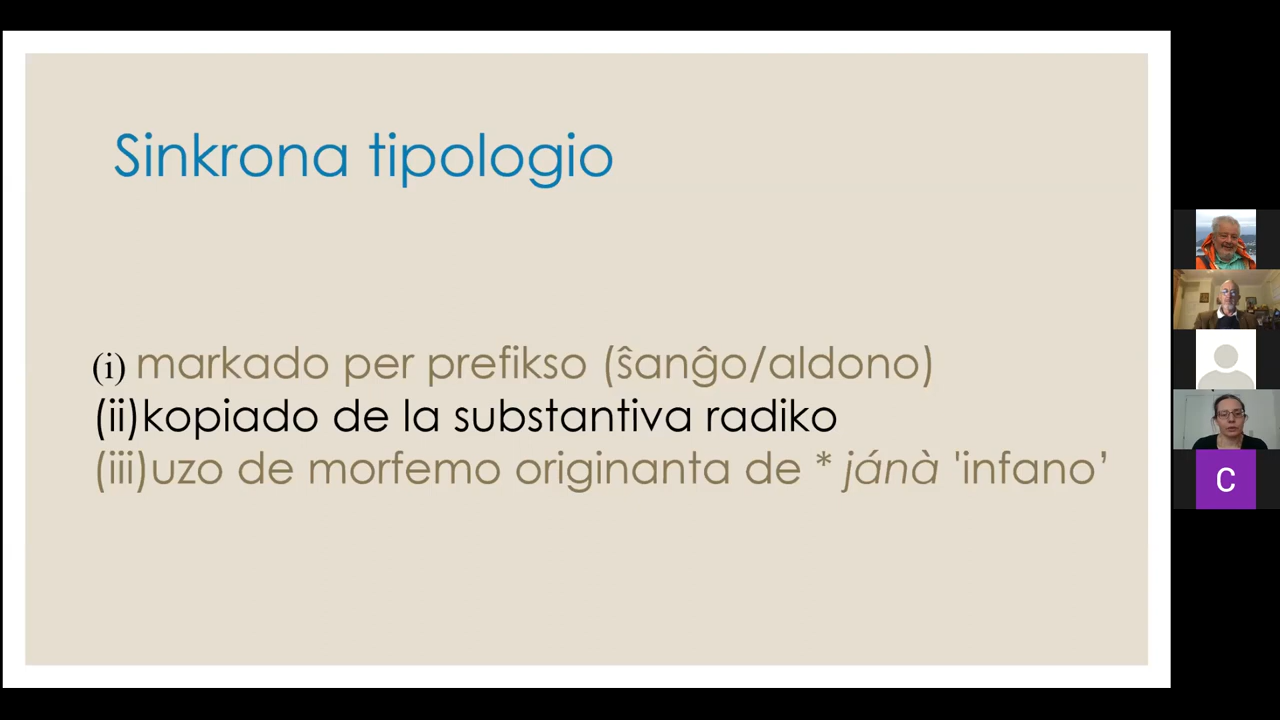 Sinkrona tipologio
(i) markado per prefikso (ŝanĝo/aldono)
(ii)kopiado de la substantiva radiko
(iii)uzo de morfemo originanta de * jánà 'infano’
C